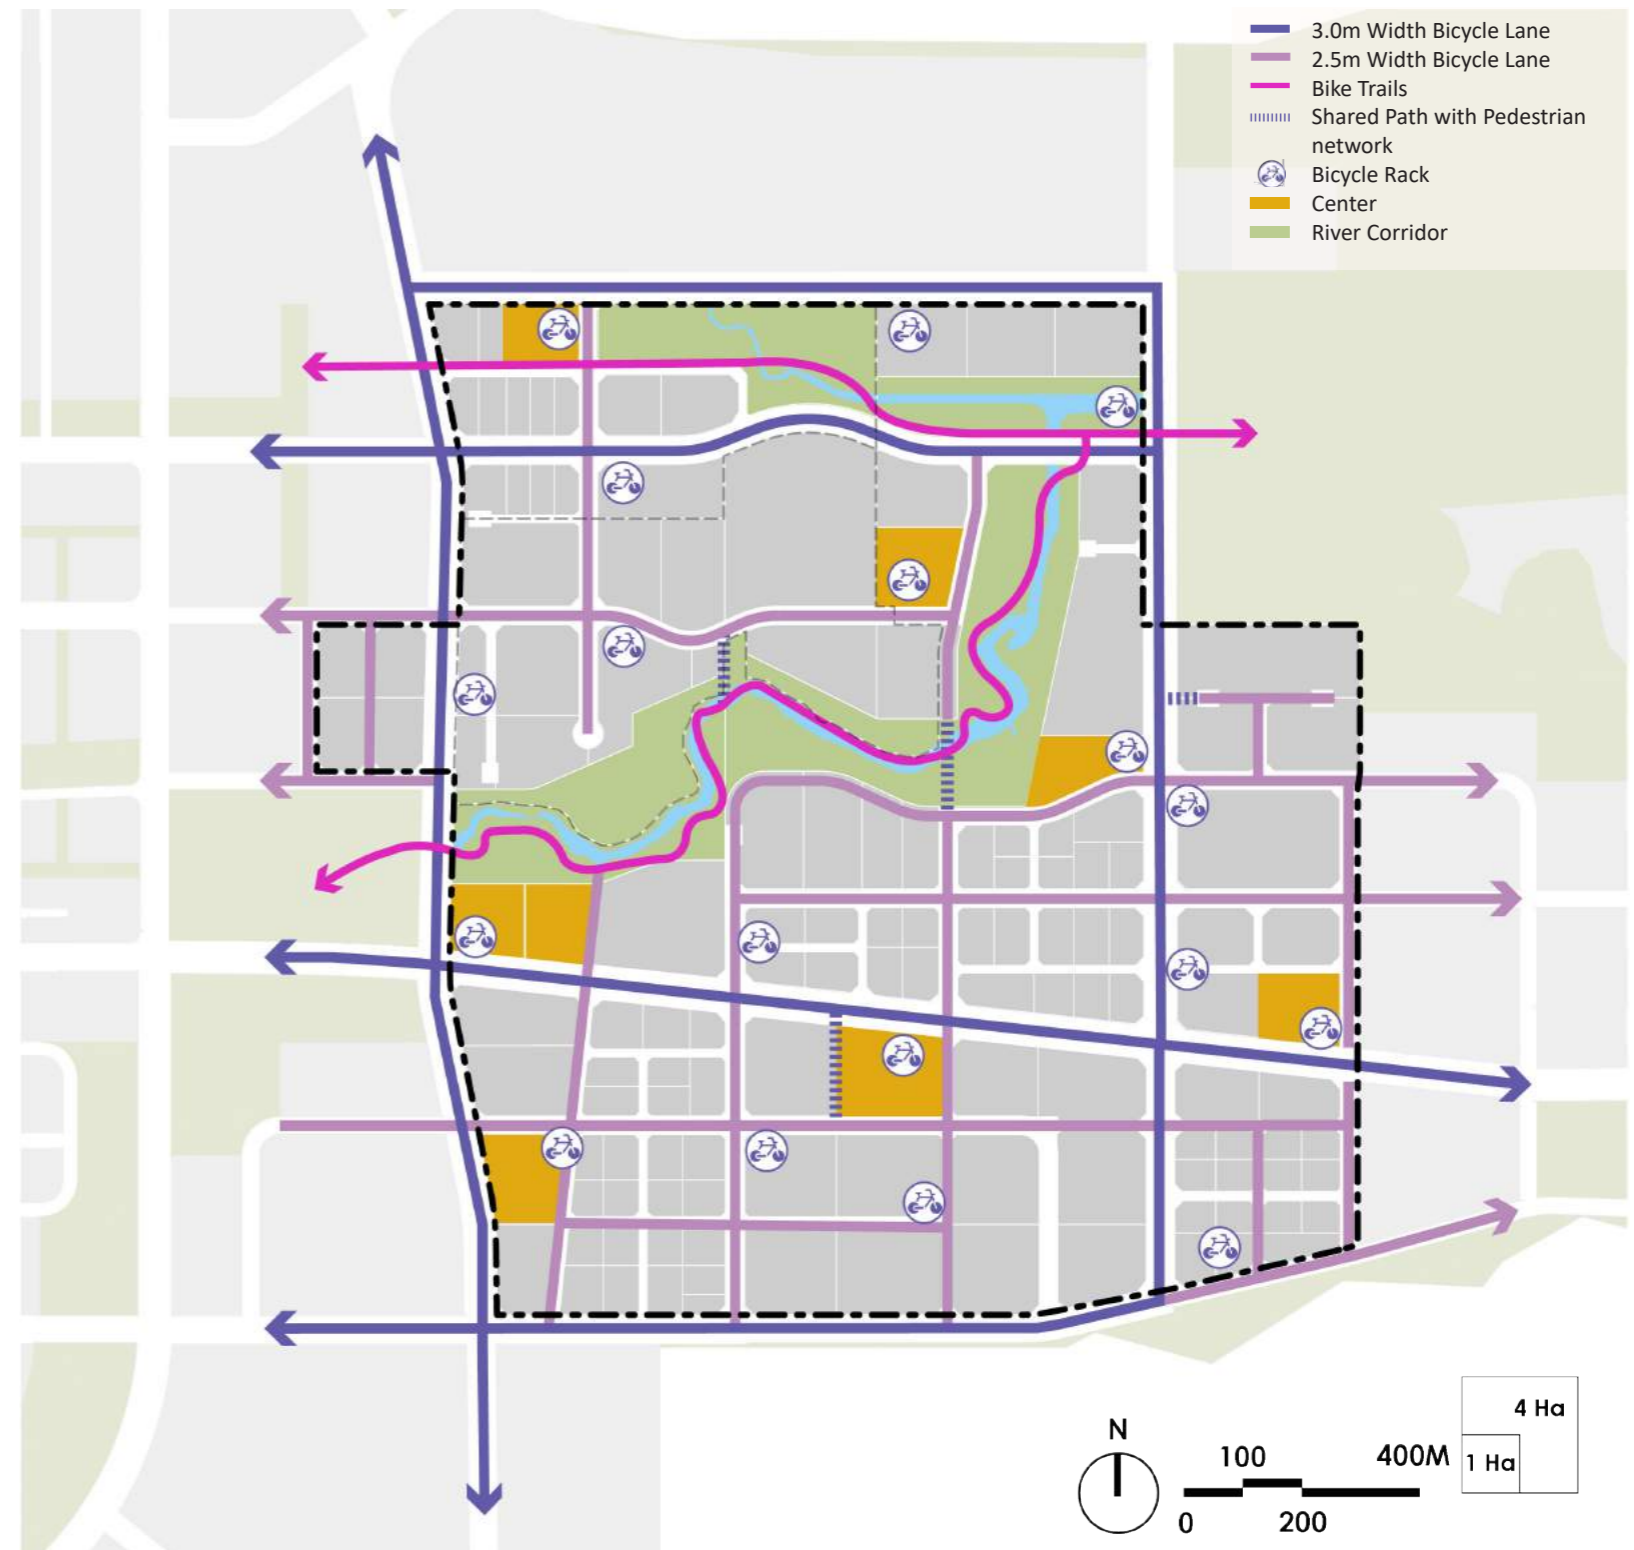 3.0m Width Bicycle Lane
2.5m Width Bicycle Lane
Bike Trails
Shared Path with Pedestrian
network
Bicycle Rack
Center
River Corridor
N
100
400M
0
200
4 Ha
1 Ha